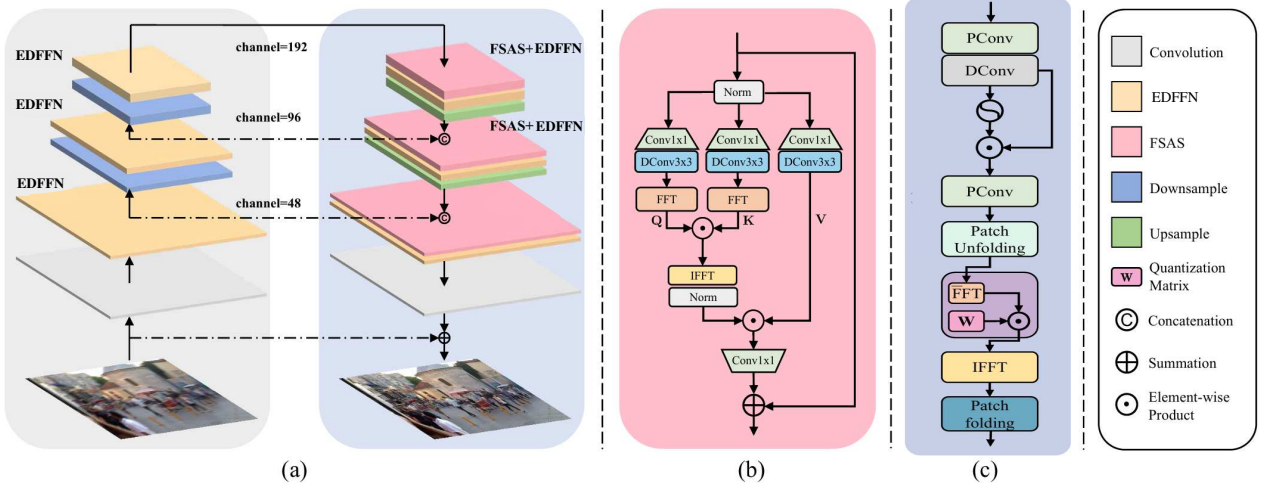 EDFFN
channel=192
FSAS+EDFFN
EDFFN
channel=96
FSAS+EDFFN
C
EDFFN
channel=48
C
(a)
Norm
Conv1x1
Conv1x1
Conv1x1
DConv3x3
DConv3x3
DConv3x3
FFT
FFT
Q
K
V
IFFT
Norm
Conv1x1
(b)
PConv
DConv
PConv
Patch
Unfolding
FFT
W
IFFT
Patch
folding
(c)
Convolution
EDFFN
FSAS
Downsample
Upsample
W
Quantization
Matrix
C
Concatenation
Summation
Element-wise
Product